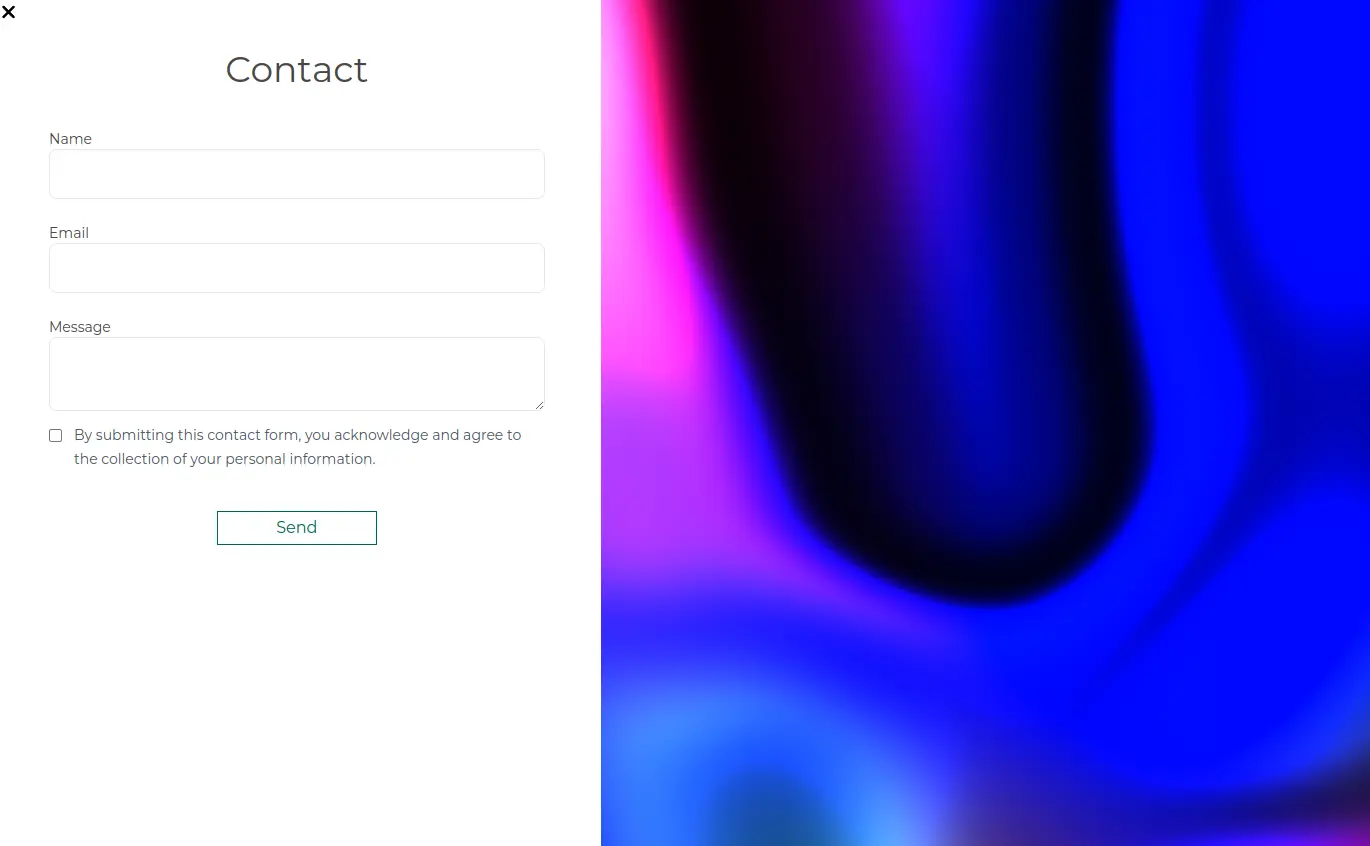 Contact
Name
Email
Message
By submitting this contact form, you acknowledge and agree to
the collection of your personal information.
Send